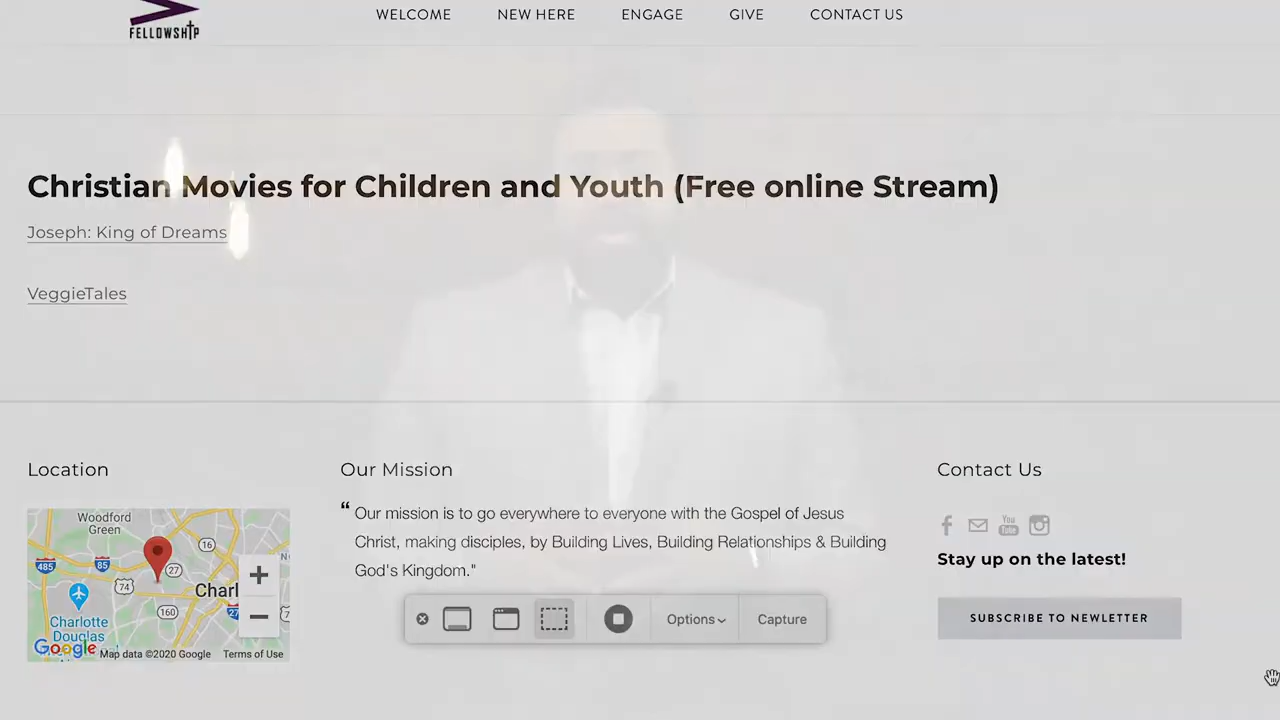 FELLOWSHIP
WELCOME NEW HERE ENGAGE GIVE CONTACT US
Christian Movies for Children and Youth (Free online Stream)
Joseph: King of Dreams
VeggieTales
Location
Woodford
Green
16
485
85
74
27
160
Charl
27
Charlotte
Douglas
Google
Map data ©2020 Google Terms of Use
Our Mission
“ Our mission is to go everywhere to everyone with the Gospel of Jesus
Christ, making disciples, by Building Lives, Building Relationships & Building
God's Kingdom."
Contact Us
You
Tube
Stay up on the latest!
SUBSCRIBE TO NEWLETTER
Options
Capture